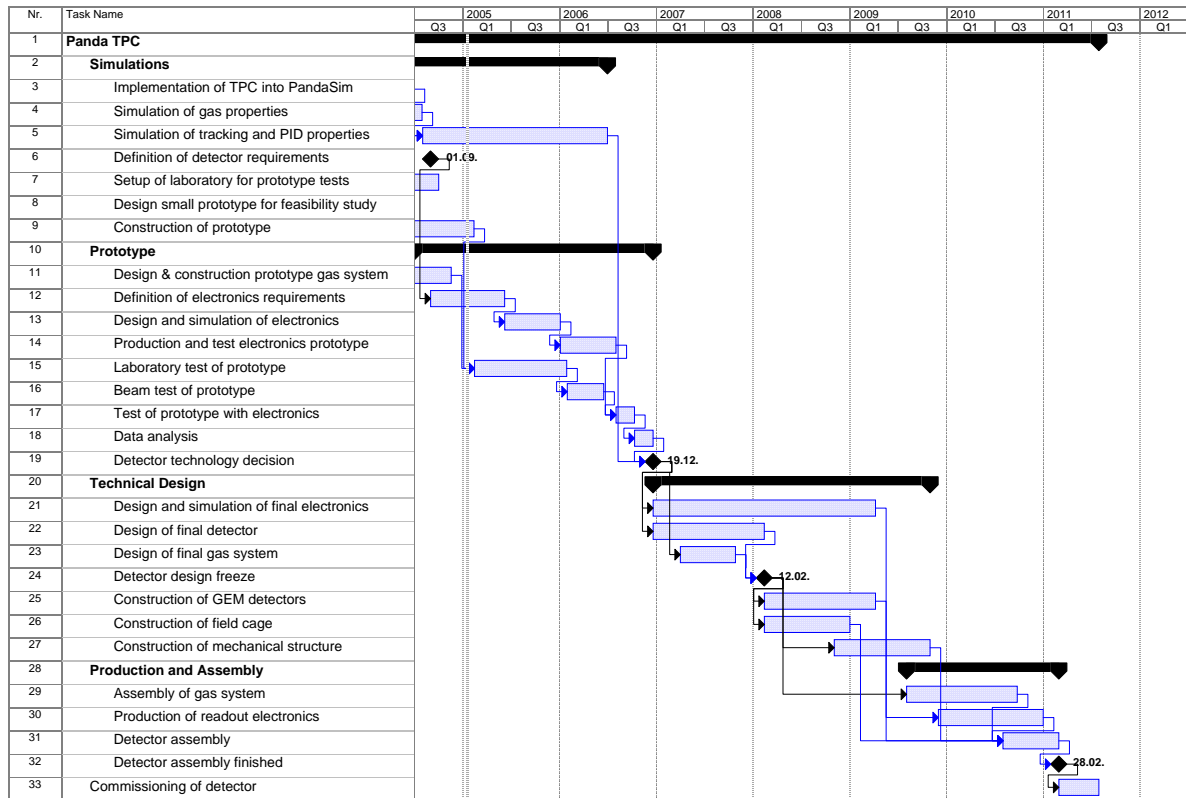 Nr. Task Name 2005 2006 2007 2008 2009 2010 2011 2012
Q3 Q1 Q3 Q1 Q3 Q1 Q3 Q1 Q3 Q1 Q3 Q1 Q3 Q1 Q3 Q1
1 Panda TPC
2 Simulations
3 Implementation of TPC into PandaSim
4 Simulation of gas properties
5 Simulation of tracking and PID properties
6 Definition of detector requirements 01.09.
7 Setup of laboratory for prototype tests
8 Design small prototype for feasibility study
9 Construction of prototype
10 Prototype
11 Design & construction prototype gas system
12 Definition of electronics requirements
13 Design and simulation of electronics
14 Production and test electronics prototype
15 Laboratory test of prototype
16 Beam test of prototype
17 Test of prototype with electronics
18 Data analysis
19 Detector technology decision 19.12.
20 Technical Design
21 Design and simulation of final electronics
22 Design of final detector
23 Design of final gas system
24 Detector design freeze 12.02.
25 Construction of GEM detectors
26 Construction of field cage
27 Construction of mechanical structure
28 Production and Assembly
29 Assembly of gas system
30 Production of readout electronics
31 Detector assembly
32 Detector assembly finished 28.02.
33 Commissioning of detector